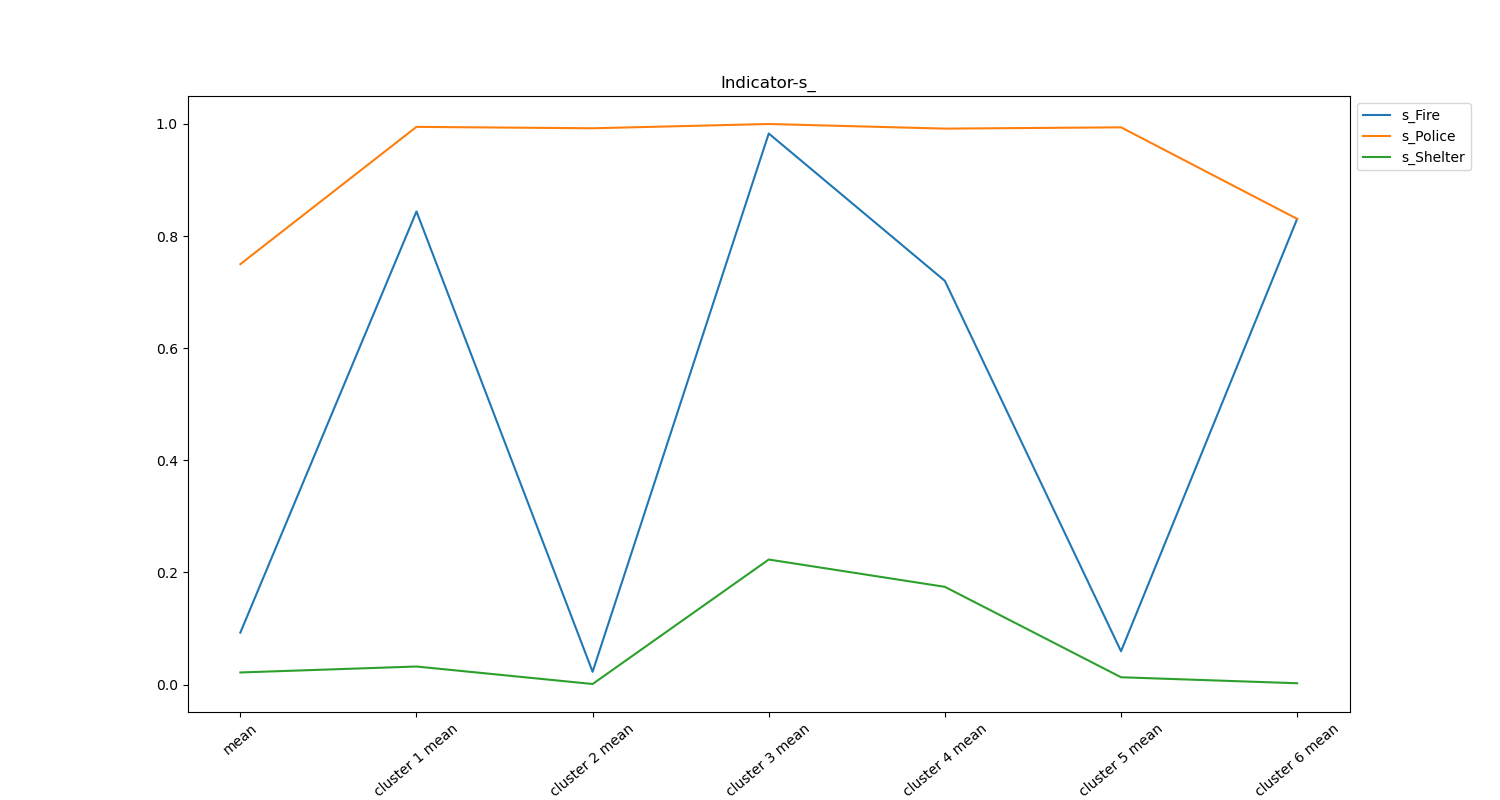 Indicator-s_
s_Fire
s_Police
s_Shelter
1.0
0.8
0.6
0.4
0.2
0.0
mean
cluster 1 mean
cluster 2 mean
cluster 3 mean
cluster 4 mean
cluster 5 mean
cluster 6 mean